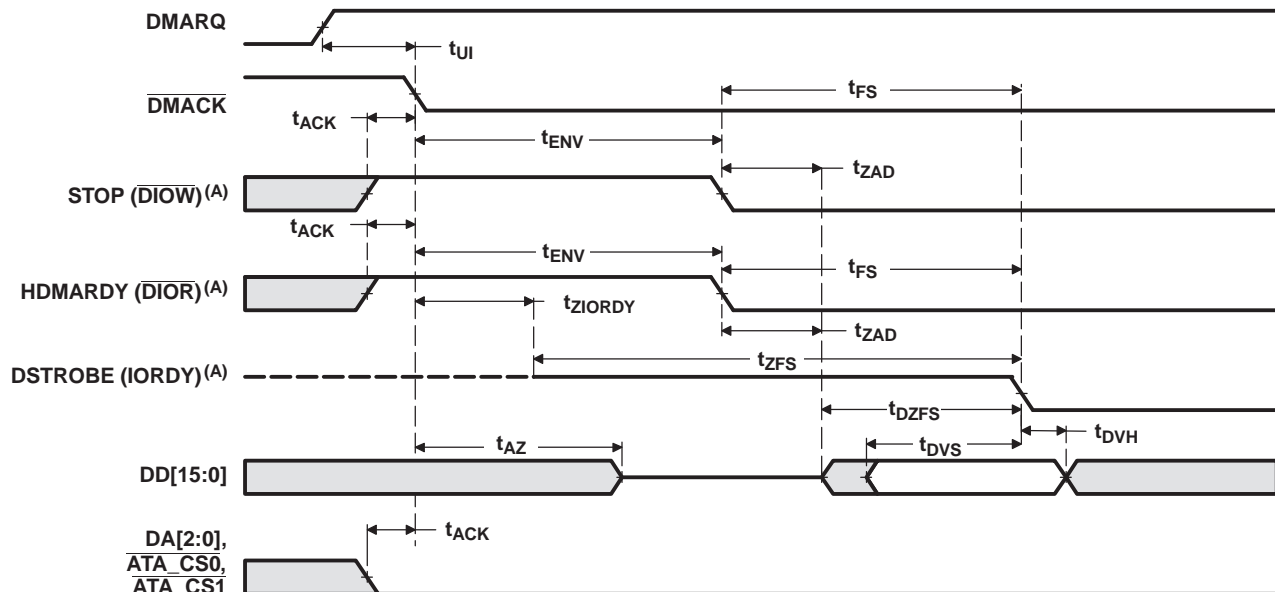 DMARQ
tUI
DMACK
tFS
tACK
tENV
tZAD
STOP (DIOW)(A)
tACK
tENV
tFS
HDMARDY (DIOR)(A)
tZIORDY
tZAD
tZFS
DSTROBE (IORDY)(A)
tDZFS
tAZ
tDVS
tDVH
DD[15:0]
tACK
DA[2:0],
ATA_CS0,
ATA_CS1